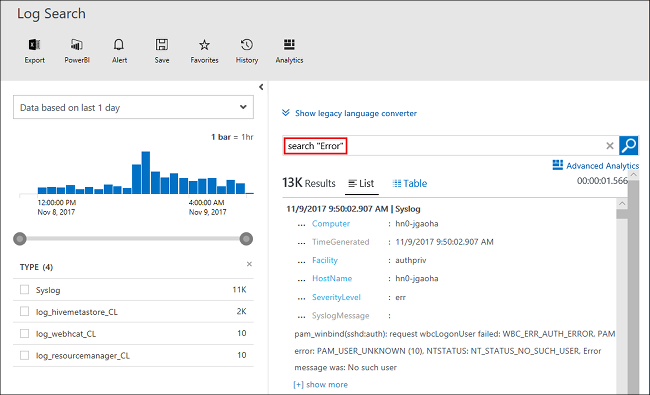 Log Search
Export PowerBI Alert Save Favorites History Analytics
Data based on last 1 day
1 bar = 1hr
12:00:00 PM 4:00:00 AM
Nov 8, 2017 Nov 9, 2017
TYPE (4)
Syslog 11K
log_hivemetastore_CL 2K
log_webhcat_CL 10
log_resourcemanager_CL 10
Show legacy language converter
search "Error"
Advanced Analytics
13K Results List Table 00:00:01.566
11/9/2017 9:50:02.907 AM | Syslog
... Computer : hn0-jgaoha
... TimeGenerated : 11/9/2017 9:50:02.907 AM
... Facility : authpriv
... HostName : hn0-jgaoha
... SeverityLevel : err
... SyslogMessage :
pam_winbind(sshd:auth): request wbcLogonUser failed: WBC_ERR_AUTH_ERROR, PAM
error: PAM_USER_UNKNOWN (10), NTSTATUS: NT_STATUS_NO_SUCH_USER, Error
message was: No such user
[+] show more